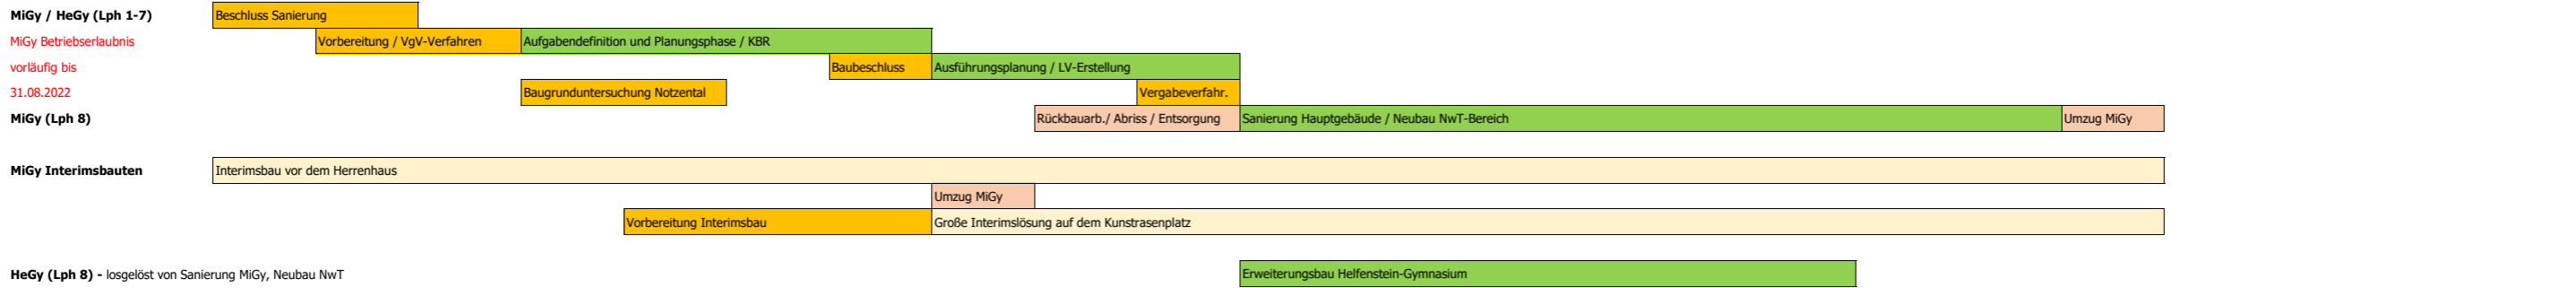 MiGy / HeGy (Lph 1-7) Beschluss Sanierung
MiGy Betriebserlaubnis Vorbereitung / VgV-Verfahren Aufgabendefinition und Planungsphase / KBR
vorläufig bis Baubeschluss Ausführungsplanung / LV-Erstellung
31.08.2022 Baugrunduntersuchung Notzental Vergabeverfahr.
MiGy (Lph 8) Rückbauarb./ Abriss / Entsorgung Sanierung Hauptgebäude / Neubau NwT-Bereich Umzug MiGy
MiGy Interimsbauten Interimsbau vor dem Herrenhaus
Umzug MiGy
Vorbereitung Interimsbau Große Interimslösung auf dem Kunstrasenplatz
HeGy (Lph 8) - losgelöst von Sanierung MiGy, Neubau NwT Erweiterungsbau Helfenstein-Gymnasium